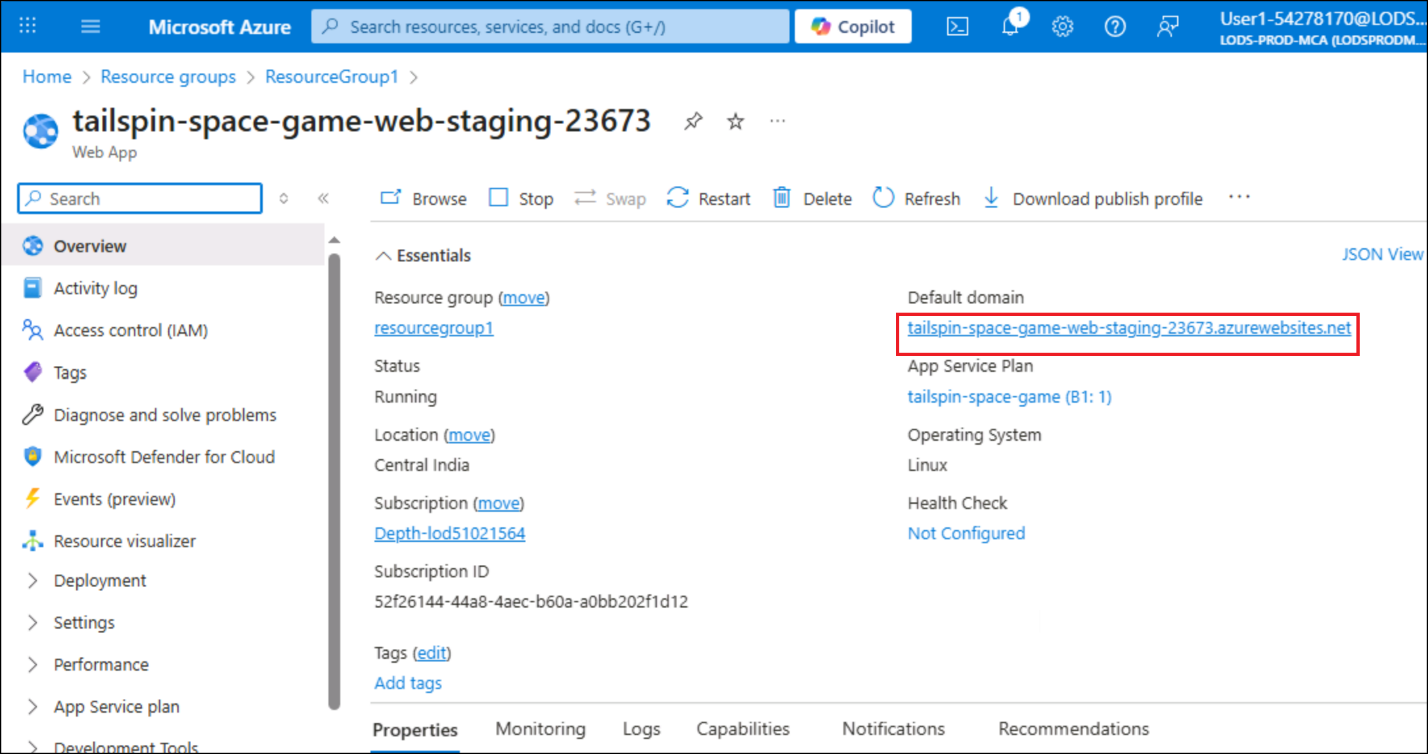 Microsoft Azure
Search resources, services, and docs (G+/)
Copilot
1
User1-54278170@LODS...
LODS-PROD-MCA (LODSPRODM...
Home > Resource groups > ResourceGroup1 >
tailspin-space-game-web-staging-23673
Web App
Search
Browse Stop Swap Restart Delete Refresh Download publish profile ...
Overview
Activity log
Access control (IAM)
Tags
Diagnose and solve problems
Microsoft Defender for Cloud
Events (preview)
Resource visualizer
Deployment
Settings
Performance
App Service plan
Development Tools
Essentials
JSON View
Resource group (move)
resourcegroup1
Status
Running
Location (move)
Central India
Subscription (move)
Depth-lod51021564
Subscription ID
52f26144-44a8-4aec-b60a-a0bb202f1d12
Tags (edit)
Add tags
Default domain
tailspin-space-game-web-staging-23673.azurewebsites.net
App Service Plan
tailspin-space-game (B1: 1)
Operating System
Linux
Health Check
Not Configured
Properties Monitoring Logs Capabilities Notifications Recommendations